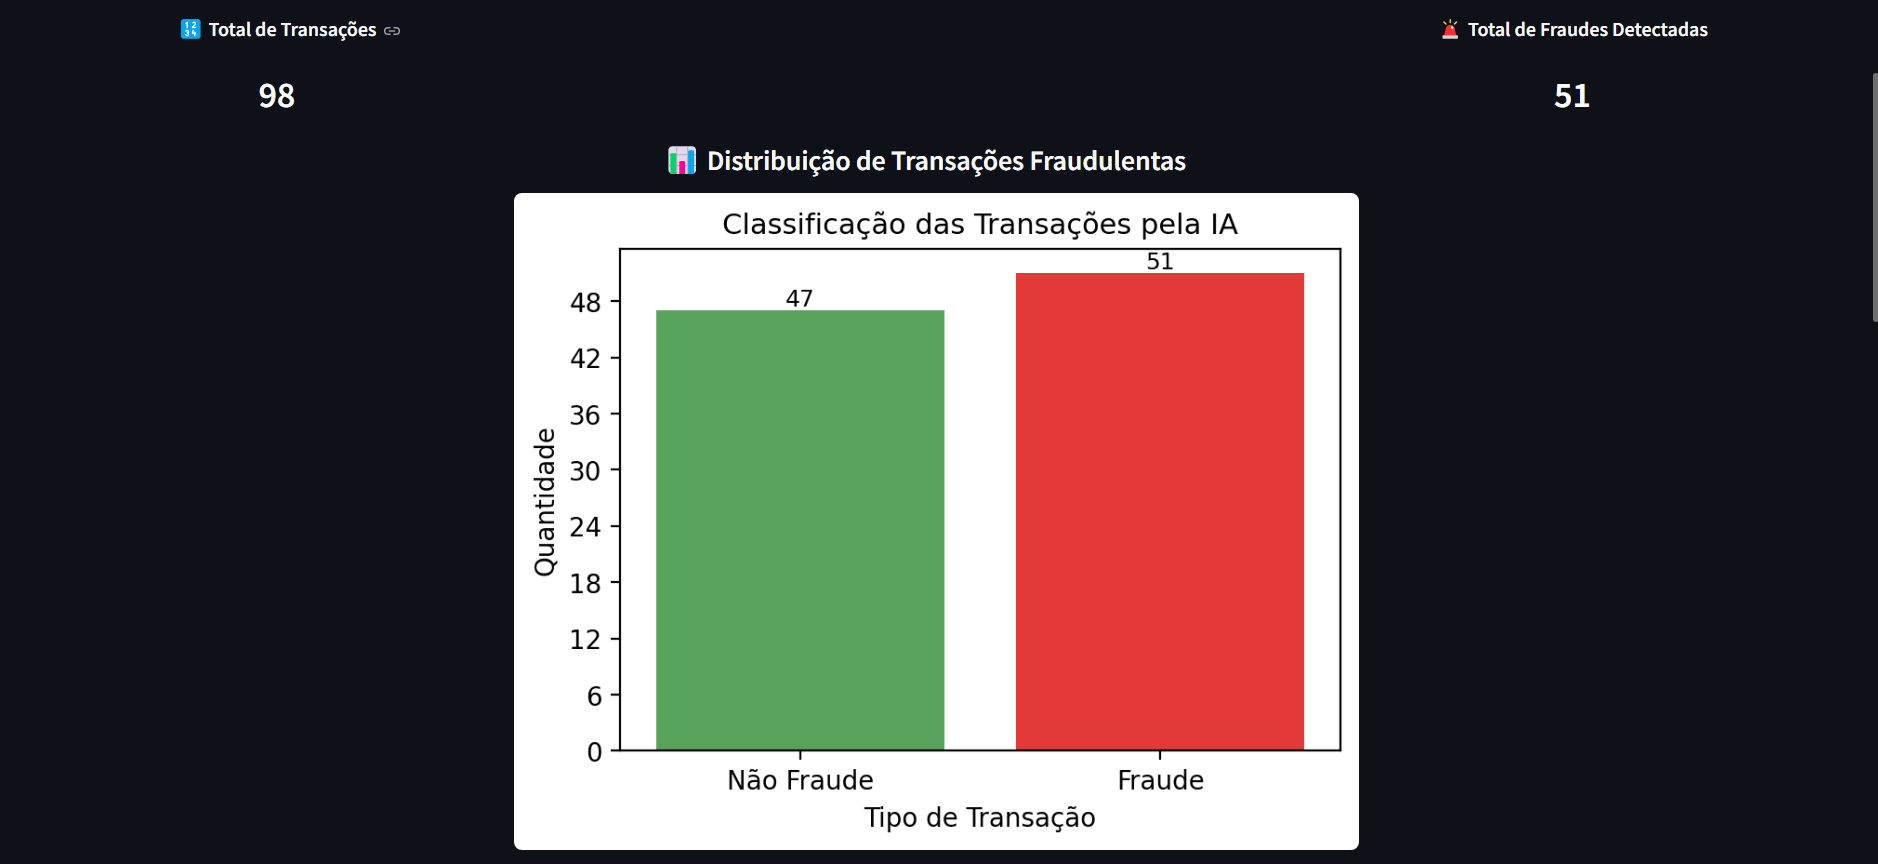 Total de Transações
Total de Fraudes Detectadas
98
51
Distribuição de Transações Fraudulentas
Classificação das Transações pela IA
51
47
48
42
36
30
24
18
12
6
0
Quantidade
Não Fraude
Fraude
Tipo de Transação